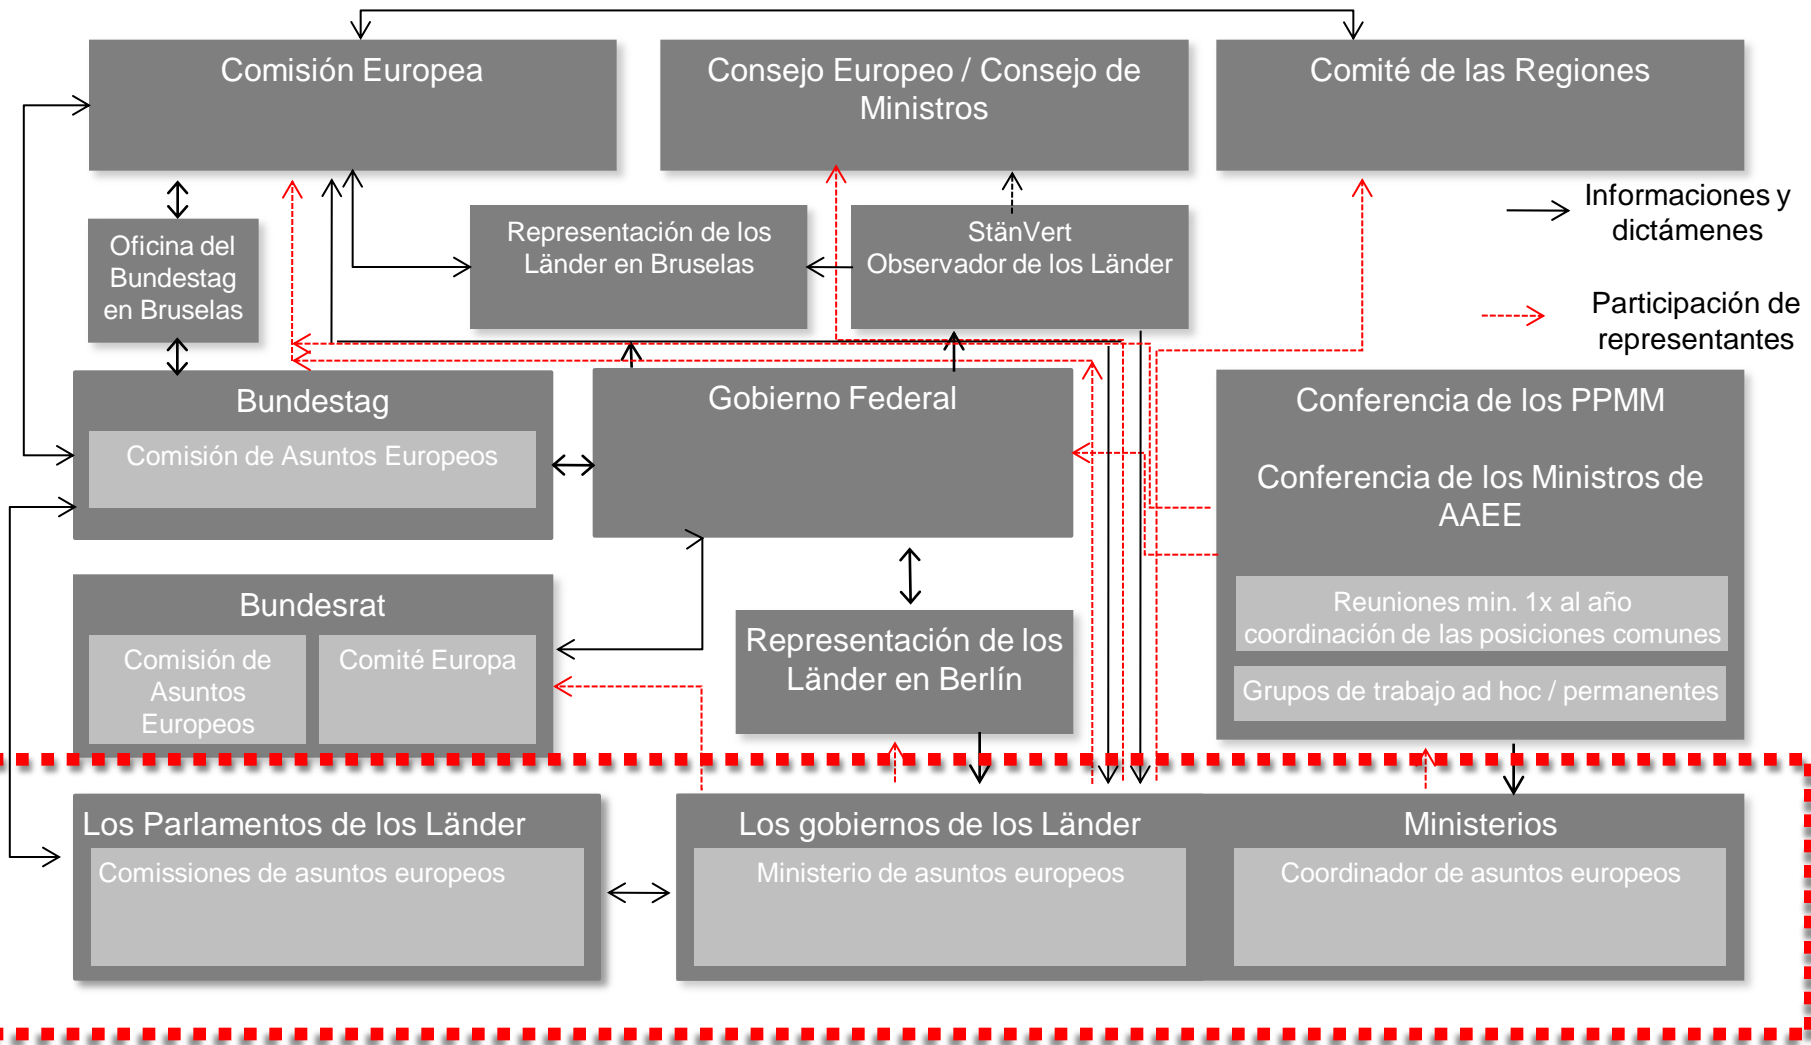 Comisión Europea
Consejo Europeo / Consejo de
Ministros
Comité de las Regiones
Informaciones y
dictámenes
Oficina del
Bundestag
en Bruselas
Representación de los
Länder en Bruselas
StänVert
Observador de los Länder
Participación de
representantes
Bundestag
Comisión de Asuntos Europeos
Gobierno Federal
Conferencia de los PPMM
Conferencia de los Ministros de
AAEE
Reuniones min. 1x al año
coordinación de las posiciones comunes
Grupos de trabajo ad hoc / permanentes
Bundesrat
Comisión de
Asuntos
Europeos
Comité Europa
Representación de los
Länder en Berlín
Los Parlamentos de los Länder
Comissiones de asuntos europeos
Los gobiernos de los Länder
Ministerio de asuntos europeos
Ministerios
Coordinador de asuntos europeos